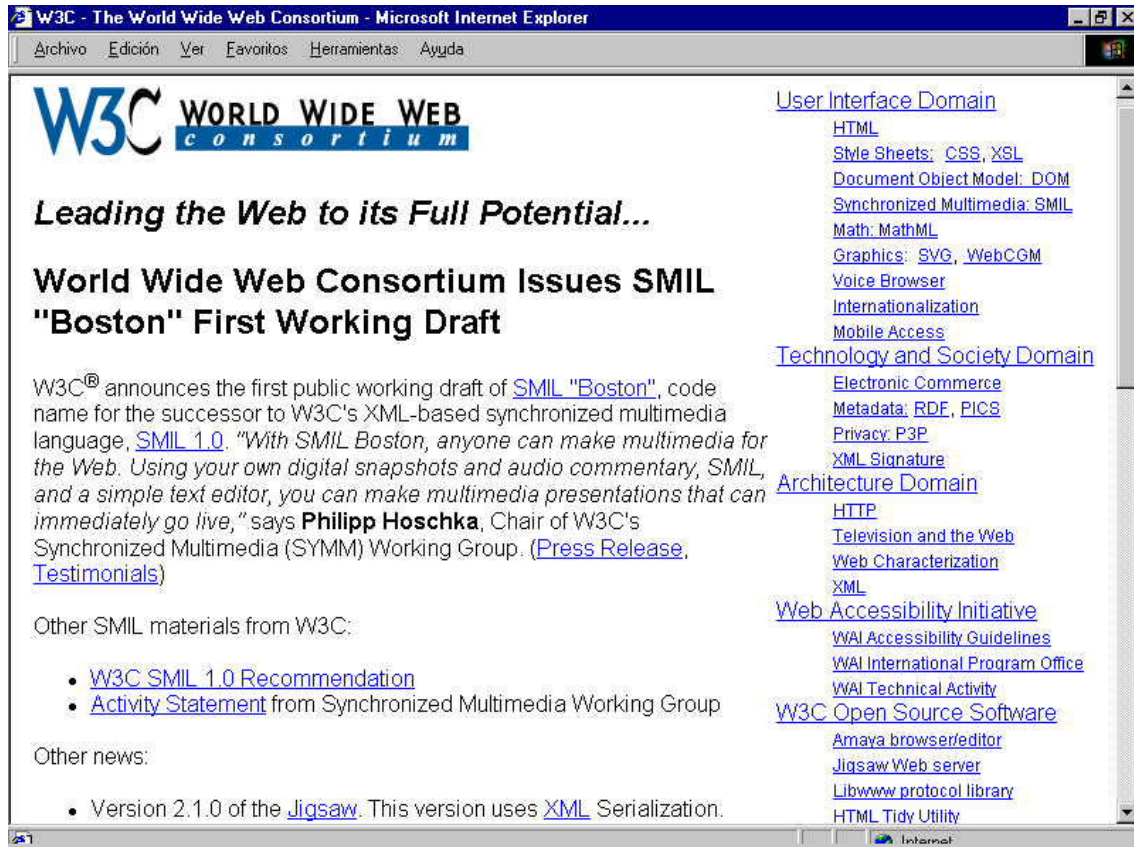 W3C - The World Wide Web Consortium - Microsoft Internet Explorer
Archivo Edición Ver Favoritos Herramientas Ayuda
W3C WORLD WIDE WEB
consortium
Leading the Web to its Full Potential...
World Wide Web Consortium Issues SMIL
"Boston" First Working Draft
W3C® announces the first public working draft of SMIL "Boston", code
name for the successor to W3C's XML-based synchronized multimedia
language, SMIL 1.0. "With SMIL Boston, anyone can make multimedia for
the Web. Using your own digital snapshots and audio commentary, SMIL,
and a simple text editor, you can make multimedia presentations that can
immediately go live," says Philipp Hoschka, Chair of W3C's
Synchronized Multimedia (SYMM) Working Group. (Press Release,
Testimonials)
Other SMIL materials from W3C:
• W3C SMIL 1.0 Recommendation
• Activity Statement from Synchronized Multimedia Working Group
Other news:
• Version 2.1.0 of the Jigsaw. This version uses XML Serialization.
User Interface Domain
HTML
Style Sheets: CSS, XSL
Document Object Model: DOM
Synchronized Multimedia: SMIL
Math: MathML
Graphics: SVG, WebCGM
Voice Browser
Internationalization
Mobile Access
Technology and Society Domain
Electronic Commerce
Metadata: RDF, PICS
Privacy: P3P
XML Signature
Architecture Domain
HTTP
Television and the Web
Web Characterization
XML
Web Accessibility Initiative
WAI Accessibility Guidelines
WAI International Program Office
WAI Technical Activity
W3C Open Source Software
Amaya browser/editor
Jigsaw Web server
Libwww protocol library
HTML Tidy Utility
Internet